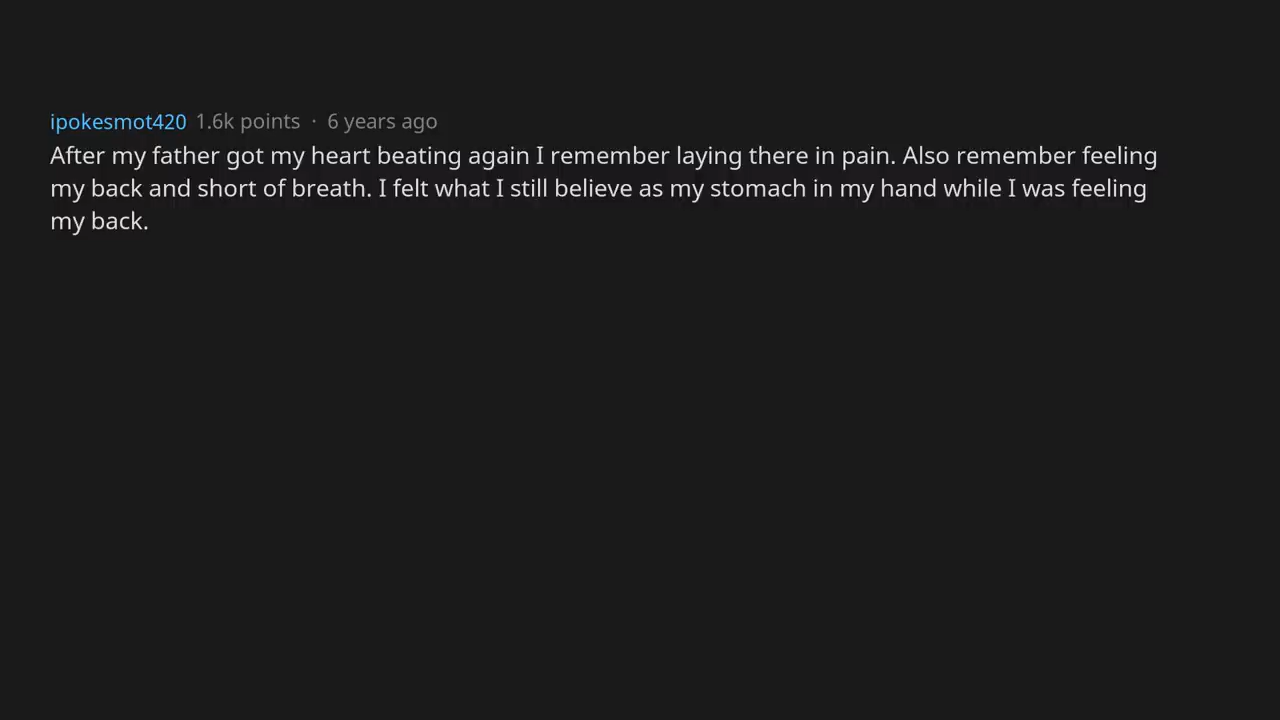 ipokesmot420 1.6k points · 6 years ago
After my father got my heart beating again I remember laying there in pain. Also remember feeling
my back and short of breath. I felt what I still believe as my stomach in my hand while I was feeling
my back.